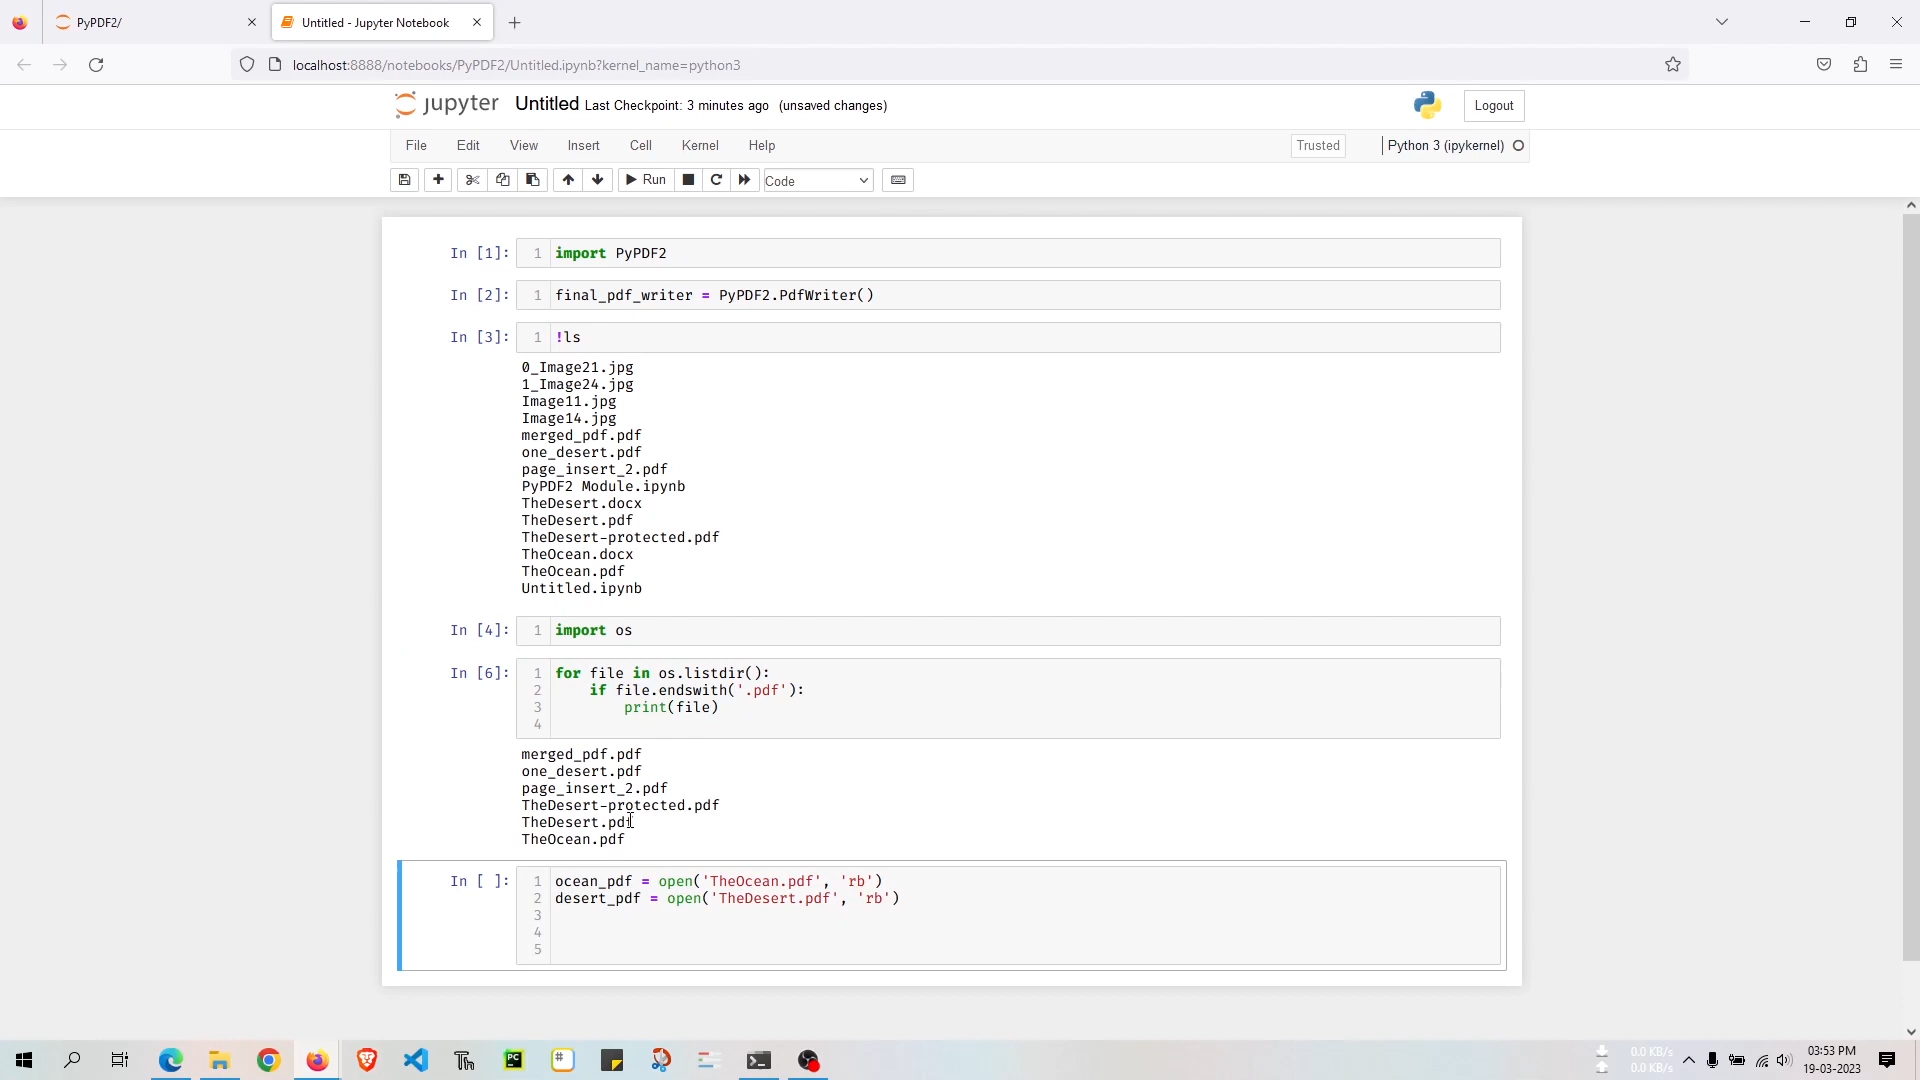 PyPDF2/
Untitled - Jupyter Notebook
localhost:8888/notebooks/PyPDF2/Untitled.ipynb?kernel_name=python3
jupyter Untitled Last Checkpoint: 3 minutes ago (unsaved changes)
Logout
File Edit View Insert Cell Kernel Help
Trusted
Python 3 (ipykernel)
Run
Code
In [1]: 1 import PyPDF2
In [2]: 1 final_pdf_writer = PyPDF2.PdfWriter()
In [3]: 1 !ls
0_Image21.jpg
1_Image24.jpg
Image11.jpg
Image14.jpg
merged_pdf.pdf
one_desert.pdf
page_insert_2.pdf
PyPDF2 Module.ipynb
TheDesert.docx
TheDesert.pdf
TheDesert-protected.pdf
TheOcean.docx
TheOcean.pdf
Untitled.ipynb
In [4]: 1 import os
In [6]: 1 for file in os.listdir():
2 if file.endswith('.pdf'):
3 print(file)
4
merged_pdf.pdf
one_desert.pdf
page_insert_2.pdf
TheDesert-protected.pdf
TheDesert.pdf
TheOcean.pdf
In [ ]: 1 ocean_pdf = open('TheOcean.pdf', 'rb')
2 desert_pdf = open('TheDesert.pdf', 'rb')
3
4
5
0.0 KB/s
0.0 KB/s
03:53 PM
19-03-2023